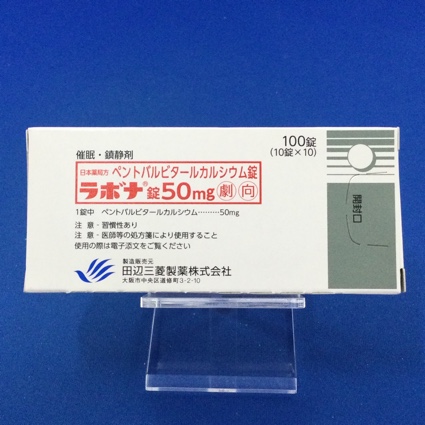 100錠
(10錠×10)
催眠・鎮静剤
日本薬局方 ペントバルビタールカルシウム錠
ラボナ®錠50mg 劇 向
1錠中 ペントバルビタールカルシウム………50mg
注意－習慣性あり
注意－医師等の処方箋により使用すること
使用の際は電子添文をご覧ください
開封口
製造販売元
田辺三菱製薬株式会社
大阪市中央区道修町3-2-10